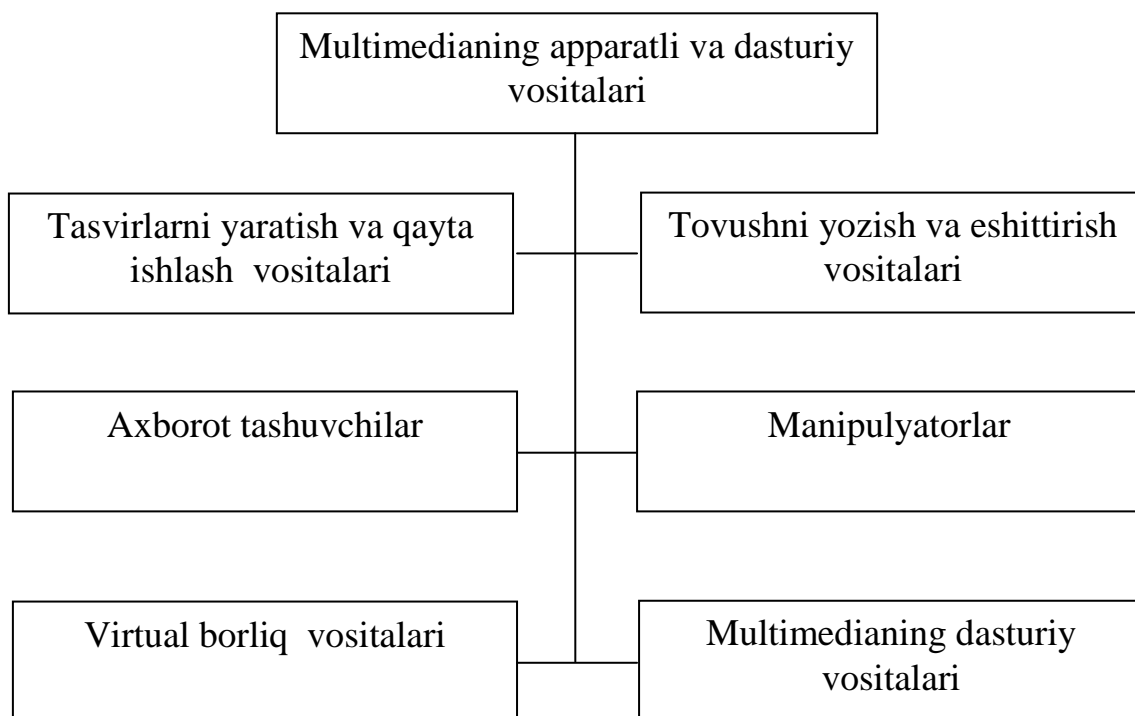 Multimedianing apparatli va dasturiy
vositalari
Tasvirlarni yaratish va qayta
ishlash vositalari
Tovushni yozish va eshittirish
vositalari
Axborot tashuvchilar
Manipulyatorlar
Virtual borliq vositalari
Multimedianing dasturiy
vositalari